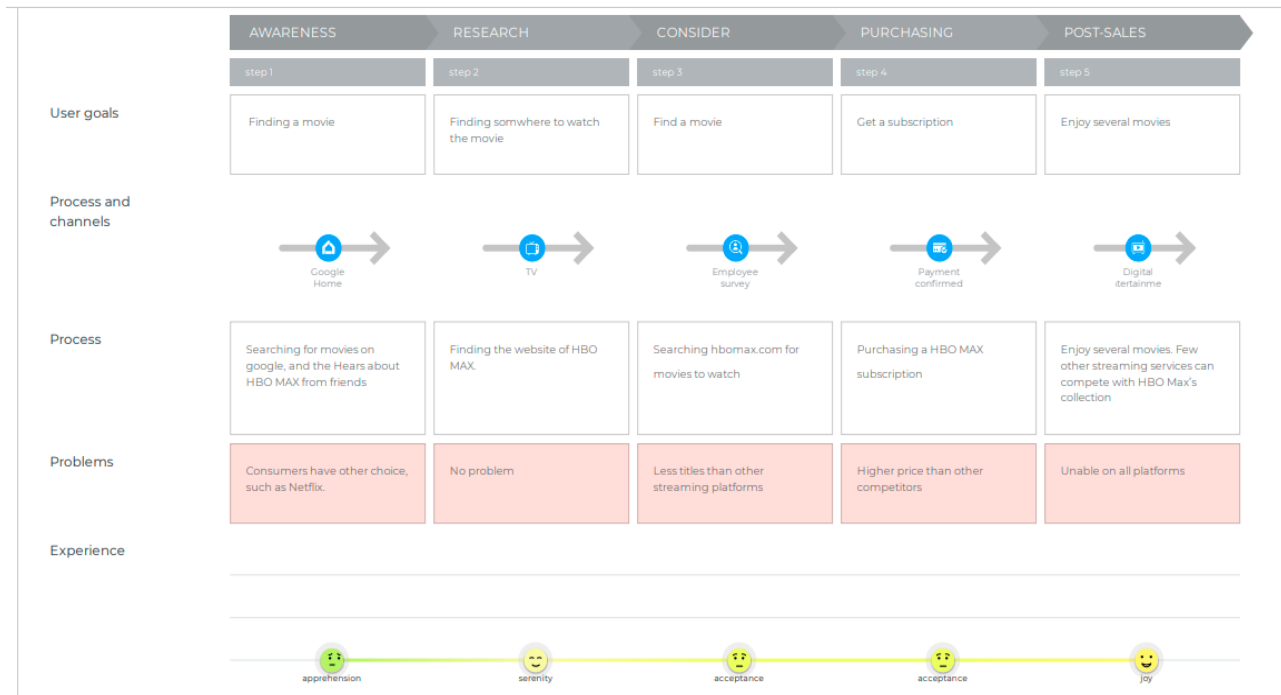 AWARENESS
RESEARCH
CONSIDER
PURCHASING
POST-SALES
step 1
step 2
step 3
step 4
step 5
User goals
Finding a movie
Finding somwhere to watch
the movie
Find a movie
Get a subscription
Enjoy several movies
Process and
channels
Google
Home
TV
Employee
survey
Payment
confirmed
Digital
itertainme
Process
Searching for movies on
google, and the Hears about
HBO MAX from friends
Finding the website of HBO
MAX.
Searching hbomax.com for
movies to watch
Purchasing a HBO MAX
subscription
Enjoy several movies. Few
other streaming services can
compete with HBO Max's
collection
Problems
Consumers have other choice,
such as Netflix.
No problem
Less titles than other
streaming platforms
Higher price than other
competitors
Unable on all platforms
Experience
apprehension
serenity
acceptance
acceptance
joy